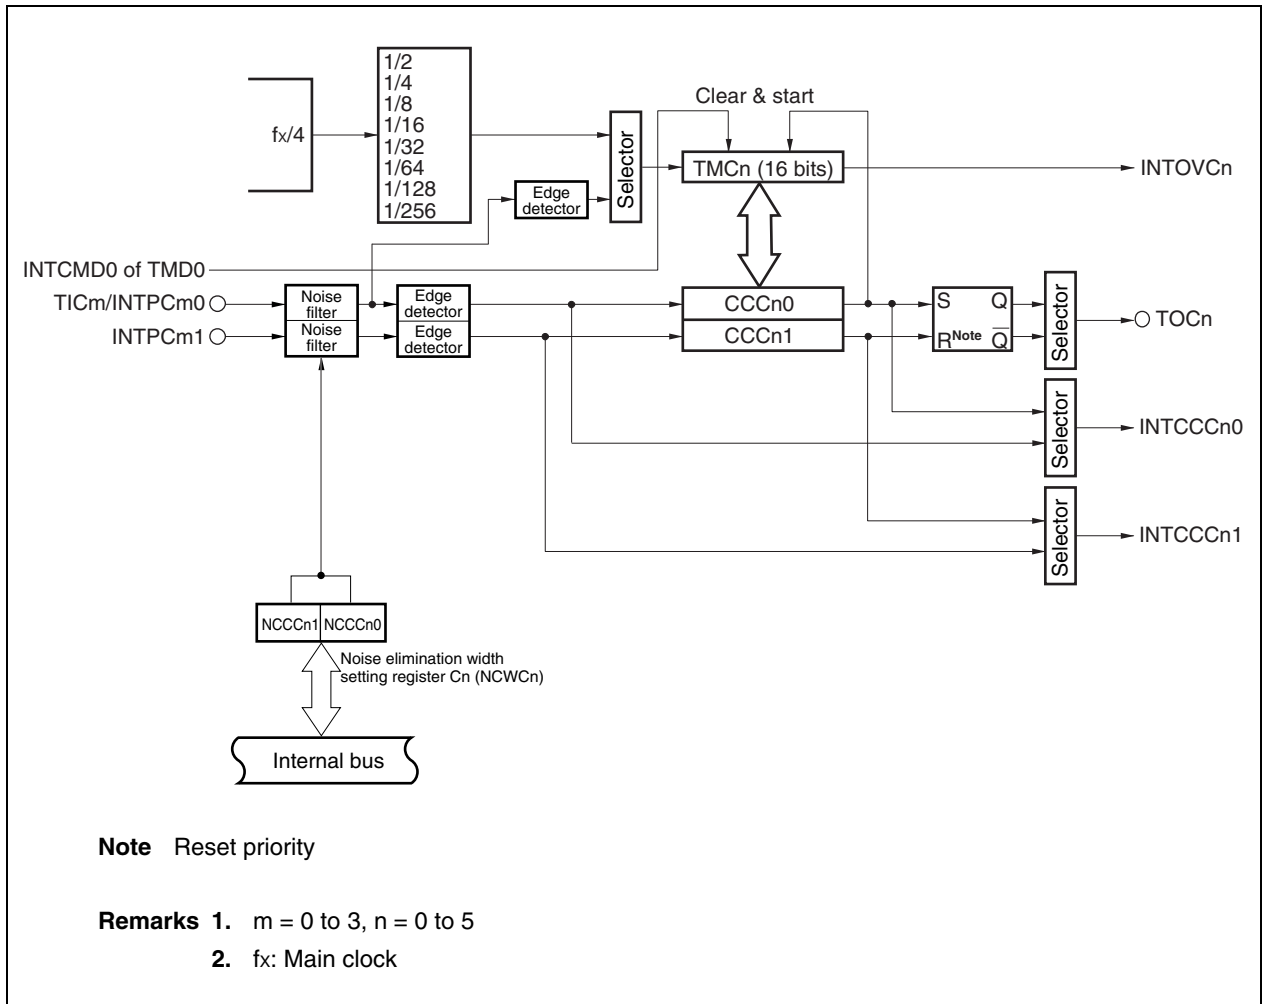 1/2
1/4
1/8
1/16
1/32
1/64
1/128
1/256
fX/4
Clear & start
Selector
TMCn (16 bits)
INTOVCn
Edge
detector
INTCMD0 of TMD0
TICm/INTPCm0
Noise
filter
Edge
detector
CCCn0
S Q
Selector
TOCn
INTPCm1
Noise
filter
Edge
detector
CCCn1
RNote Q̅
Selector
INTCCCn0
Selector
INTCCCn1
NCCCn1 NCCCn0
Noise elimination width
setting register Cn (NCWCn)
Internal bus
Note Reset priority
Remarks 1. m = 0 to 3, n = 0 to 5
2. fX: Main clock